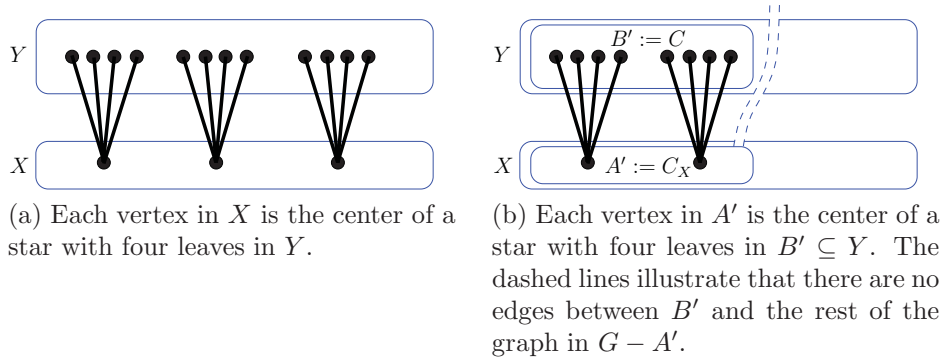 Y
X
(a) Each vertex in X is the center of a
star with four leaves in Y.
B′ := C
Y
X
A′ := C_X
(b) Each vertex in A′ is the center of a
star with four leaves in B′ ⊆ Y. The
dashed lines illustrate that there are no
edges between B′ and the rest of the
graph in G − A′.